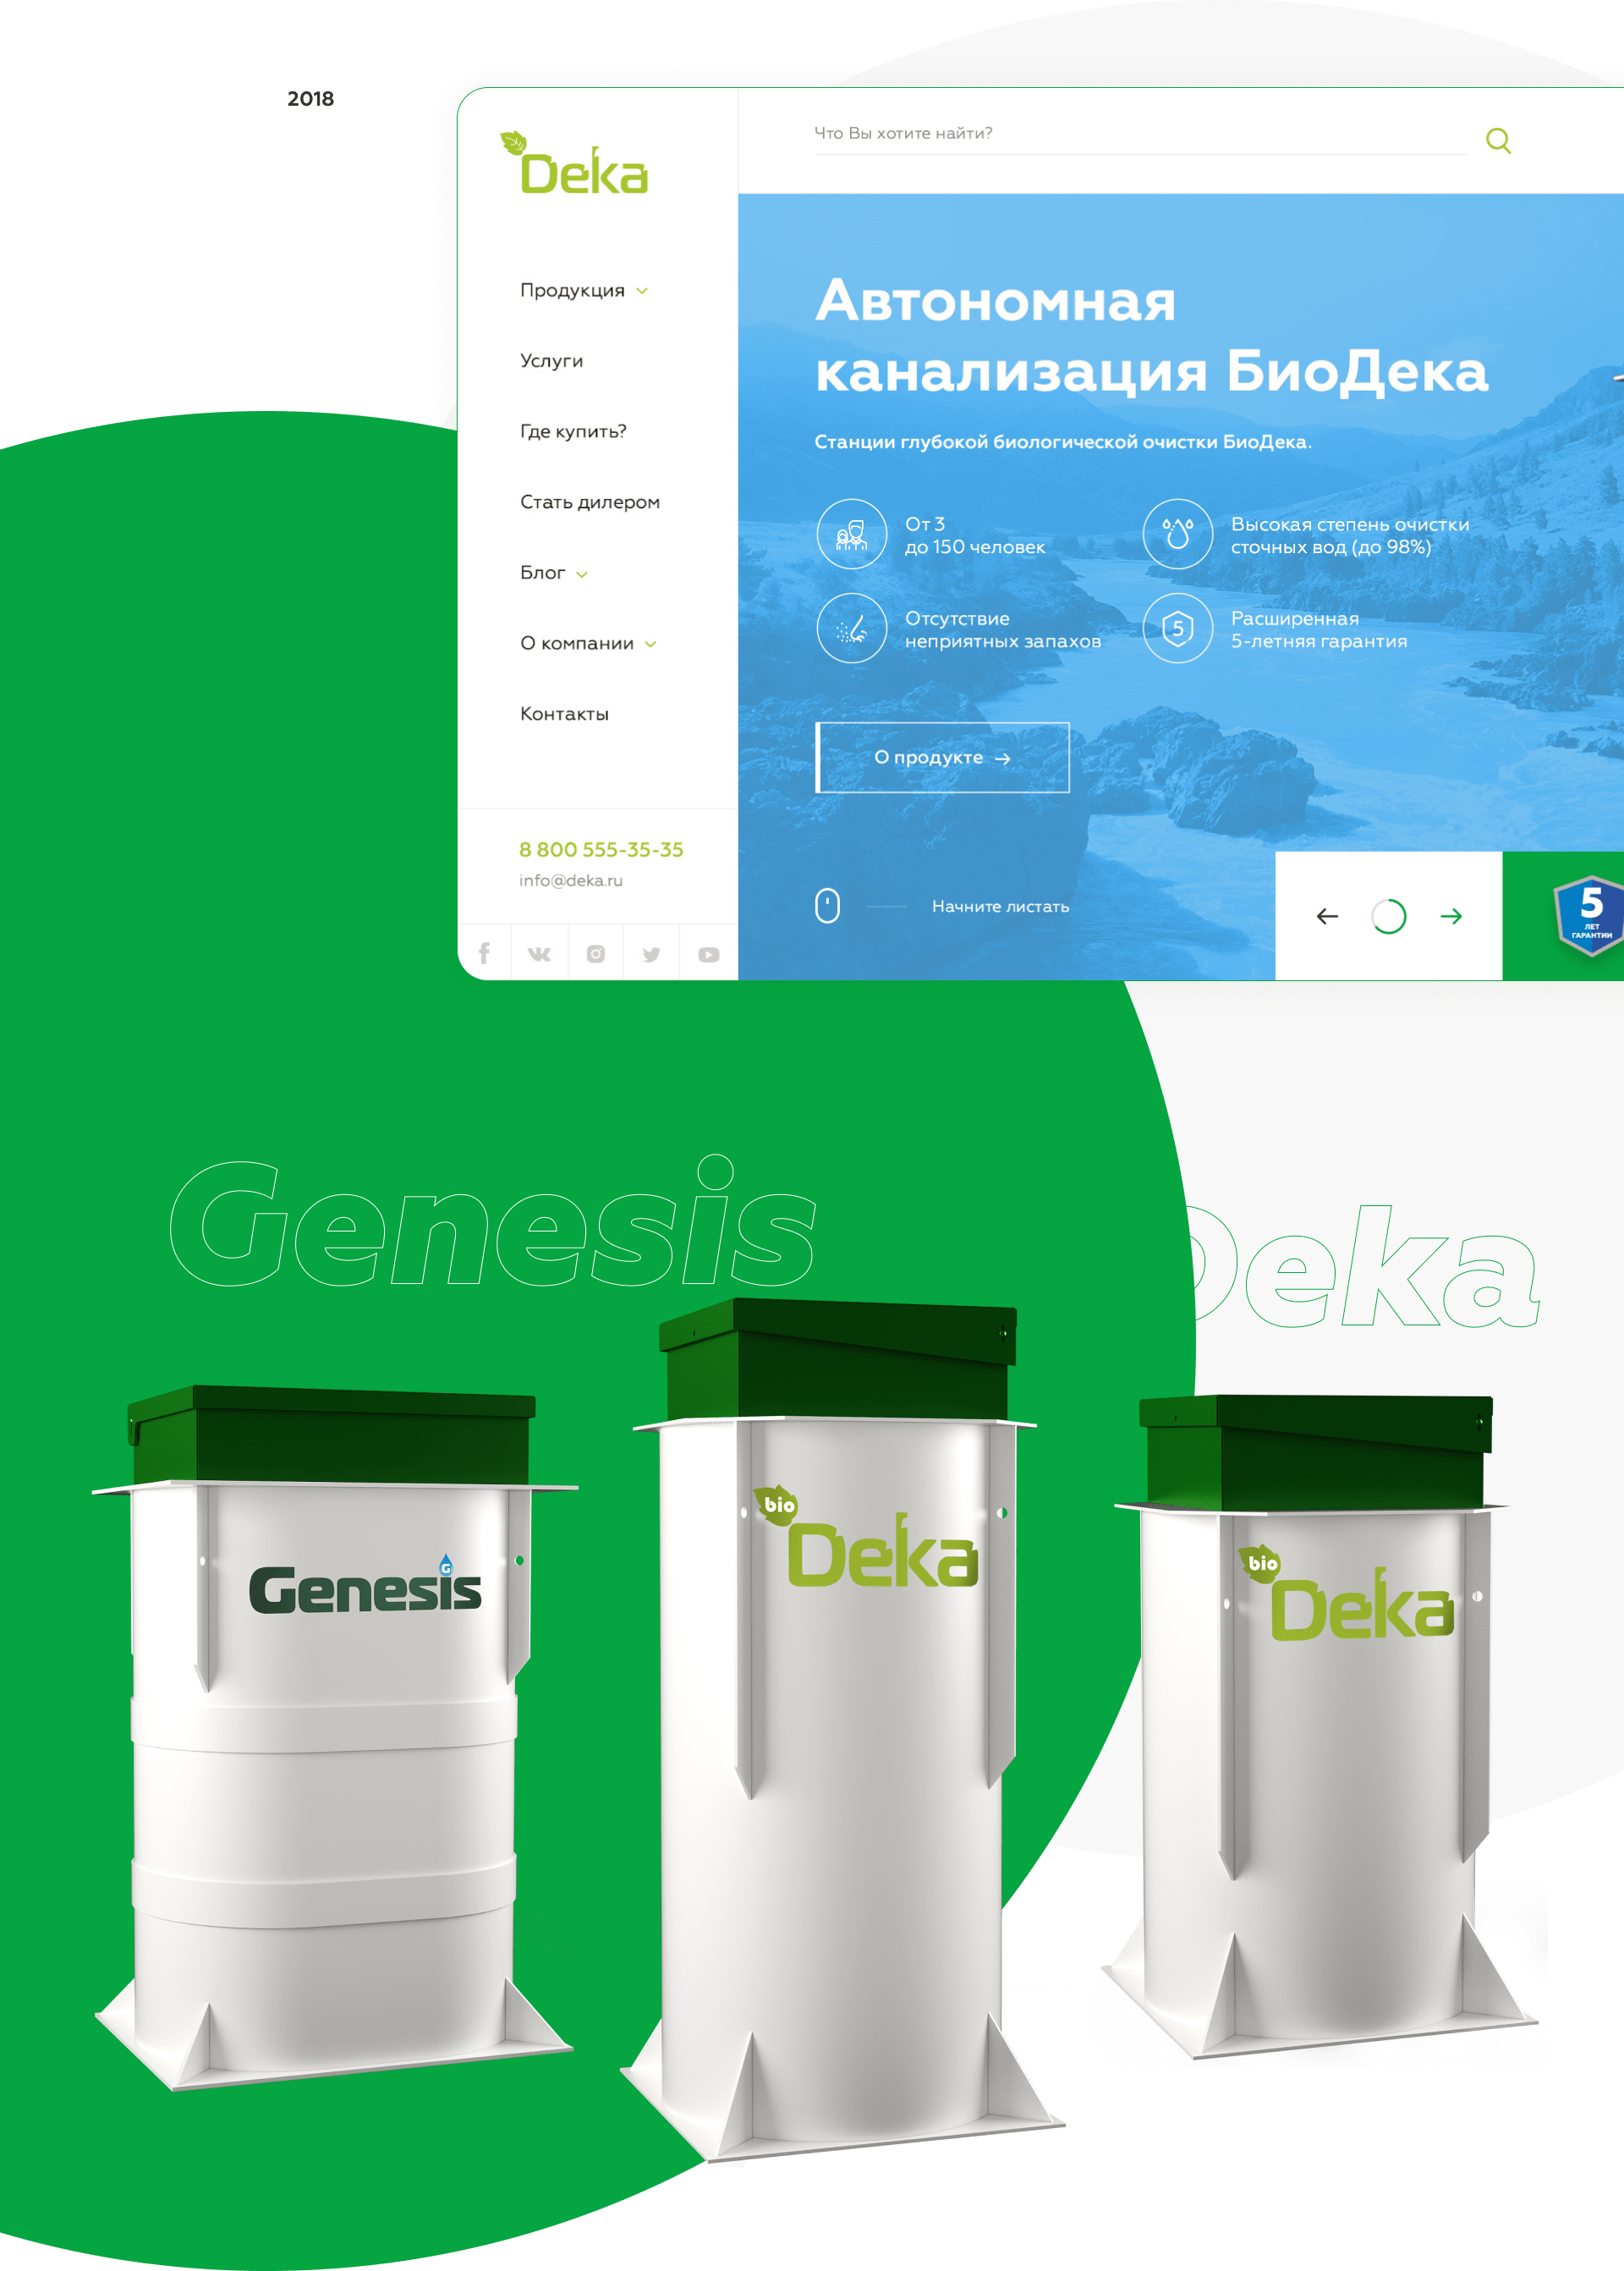 2018
Deka
Что Вы хотите найти?
Продукция
Услуги
Где купить?
Стать дилером
Блог
О компании
Контакты
8 800 555-35-35
info@deka.ru
Автономная
канализация БиоДека
Станции глубокой биологической очистки БиоДека.
От 3
до 150 человек
Высокая степень очистки
сточных вод (до 98%)
Отсутствие
неприятных запахов
5
Расширенная
5-летняя гарантия
О продукте
Начните листать
5
ЛЕТ
ГАРАНТИИ
Genesis
Deka
G
Genesis
bio
Deka
bio
Deka